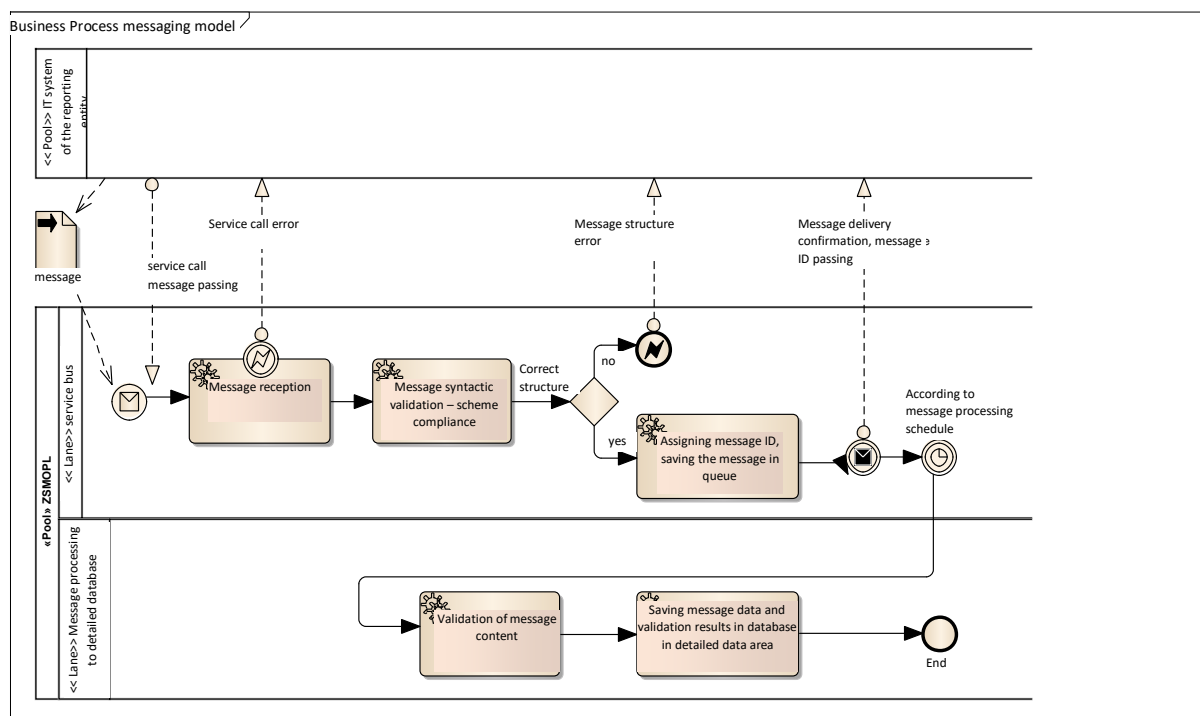 Business Process messaging model
<< Pool>> IT system
of the reporting
entity
Service call error
Message structure
error
Message delivery
confirmation, message
ID passing
message
service call
message passing
«Pool» ZSMOPL
<< Lane>> service bus
Message reception
Message syntactic
validation – scheme
compliance
Correct
structure
no
yes
Assigning message ID,
saving the message in
queue
According to
message processing
schedule
<< Lane>> Message processing
to detailed database
Validation of message
content
Saving message data and
validation results in database
in detailed data area
End